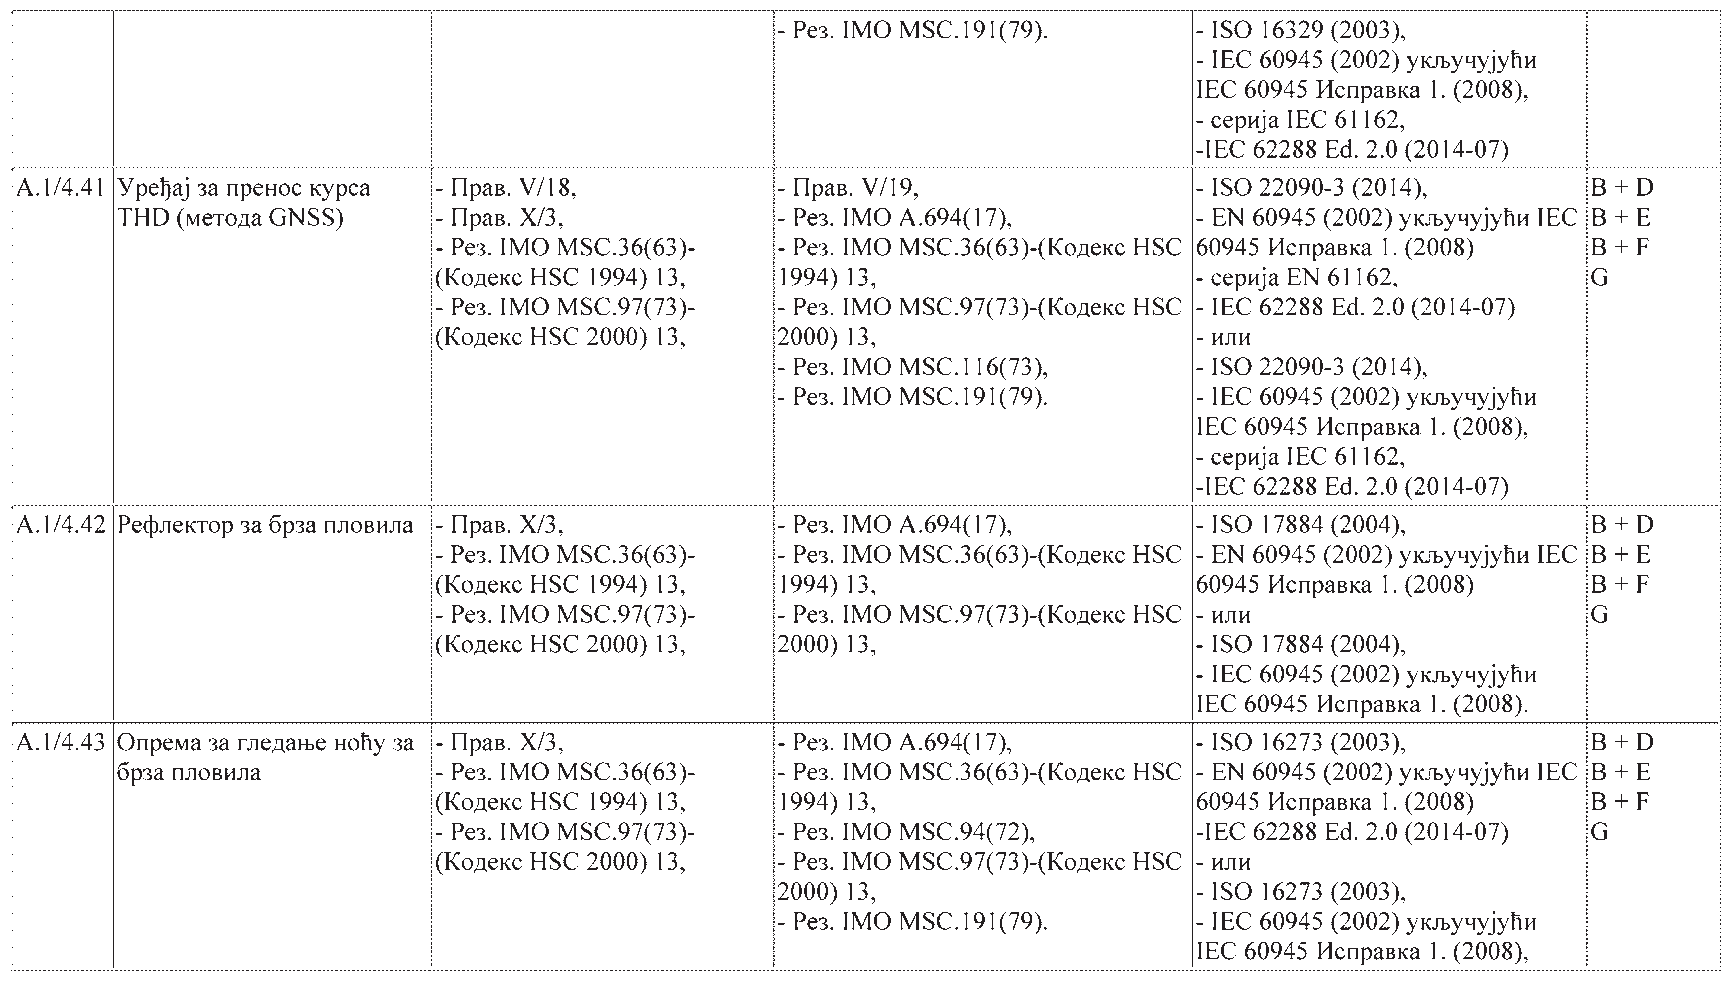 - Рез. IMO MSC.191(79).
- ISO 16329 (2003),
- IEC 60945 (2002) укључујући
IEC 60945 Исправка 1. (2008),
- серија IEC 61162,
-IEC 62288 Ed. 2.0 (2014-07)
A.1/4.41
Уређај за пренос курса
THD (метода GNSS)
- Прав. V/18,
- Прав. X/3,
- Рез. IMO MSC.36(63)-
(Кодекс HSC 1994) 13,
- Рез. IMO MSC.97(73)-
(Кодекс HSC 2000) 13,
- Прав. V/19,
- Рез. IMO A.694(17),
- Рез. IMO MSC.36(63)-(Кодекс HSC
1994) 13,
- Рез. IMO MSC.97(73)-(Кодекс HSC
2000) 13,
- Рез. IMO MSC.116(73),
- Рез. IMO MSC.191(79).
- ISO 22090-3 (2014),
- EN 60945 (2002) укључујући IEC
60945 Исправка 1. (2008)
- серија EN 61162,
- IEC 62288 Ed. 2.0 (2014-07)
- или
- ISO 22090-3 (2014),
- IEC 60945 (2002) укључујући
IEC 60945 Исправка 1. (2008),
- серија IEC 61162,
-IEC 62288 Ed. 2.0 (2014-07)
B + D
B + E
B + F
G
A.1/4.42
Рефлектор за брза пловила
- Прав. X/3,
- Рез. IMO MSC.36(63)-
(Кодекс HSC 1994) 13,
- Рез. IMO MSC.97(73)-
(Кодекс HSC 2000) 13,
- Рез. IMO A.694(17),
- Рез. IMO MSC.36(63)-(Кодекс HSC
1994) 13,
- Рез. IMO MSC.97(73)-(Кодекс HSC
2000) 13,
- ISO 17884 (2004),
- EN 60945 (2002) укључујући IEC
60945 Исправка 1. (2008)
- или
- ISO 17884 (2004),
- IEC 60945 (2002) укључујући
IEC 60945 Исправка 1. (2008).
B + D
B + E
B + F
G
A.1/4.43
Опрема за гледање ноћу за
брза пловила
- Прав. X/3,
- Рез. IMO MSC.36(63)-
(Кодекс HSC 1994) 13,
- Рез. IMO MSC.97(73)-
(Кодекс HSC 2000) 13,
- Рез. IMO A.694(17),
- Рез. IMO MSC.36(63)-(Кодекс HSC
1994) 13,
- Рез. IMO MSC.94(72),
- Рез. IMO MSC.97(73)-(Кодекс HSC
2000) 13,
- Рез. IMO MSC.191(79).
- ISO 16273 (2003),
- EN 60945 (2002) укључујући IEC
60945 Исправка 1. (2008)
-IEC 62288 Ed. 2.0 (2014-07)
- или
- ISO 16273 (2003),
- IEC 60945 (2002) укључујући
IEC 60945 Исправка 1. (2008),
B + D
B + E
B + F
G